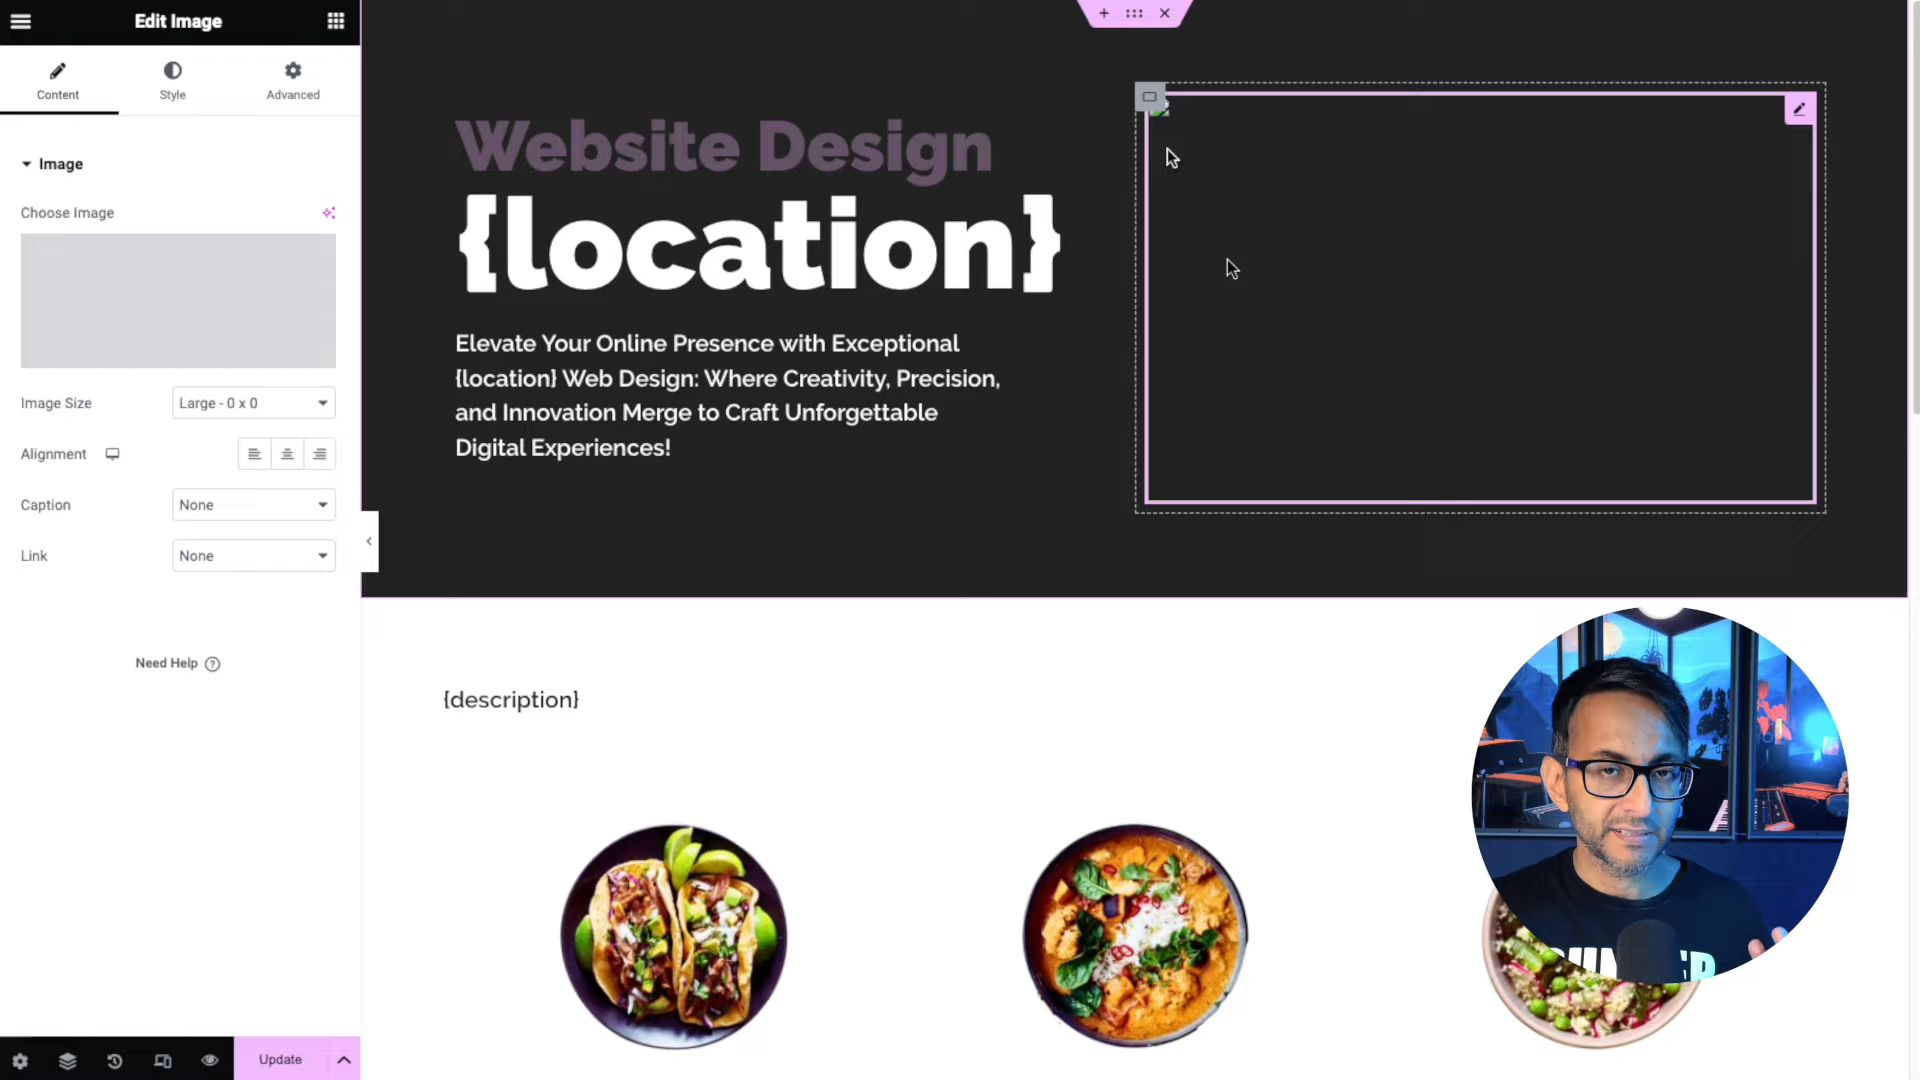 Edit Image
Content
Style
Advanced
Image
Choose Image
Image Size
Large - 0 x 0
Alignment
Caption
None
Link
None
Need Help ?
Update
Website Design
{location}
Elevate Your Online Presence with Exceptional
{location} Web Design: Where Creativity, Precision,
and Innovation Merge to Craft Unforgettable
Digital Experiences!
{description}